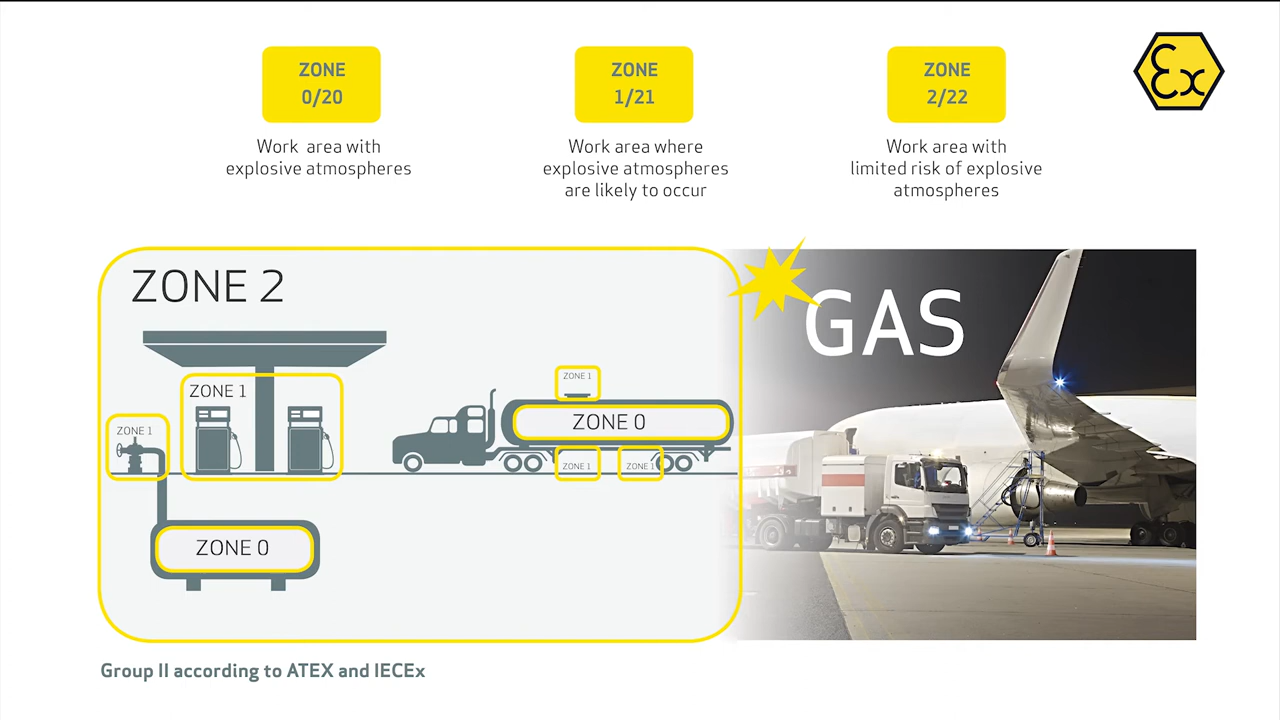 ZONE
0/20
Work area with
explosive atmospheres
ZONE
1/21
Work area where
explosive atmospheres
are likely to occur
ZONE
2/22
Work area with
limited risk of explosive
atmospheres
Ex
ZONE 2
ZONE 1
ZONE 1
ZONE 0
ZONE 1
ZONE 0
ZONE 1
ZONE 1
GAS
Group II according to ATEX and IECEx